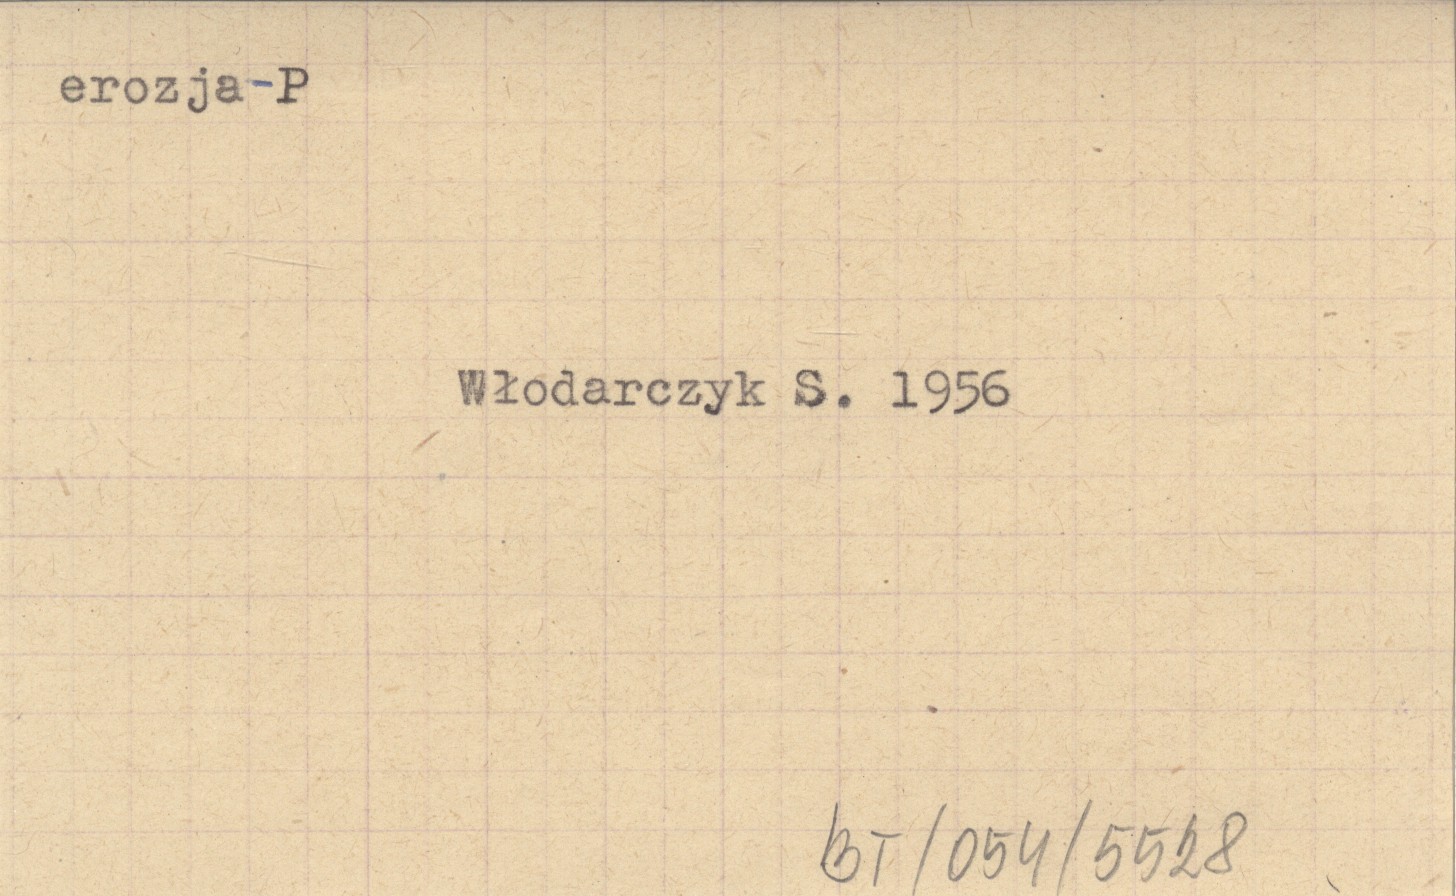 erozja-P
Włodarczyk S. 1956
BT/054/5528